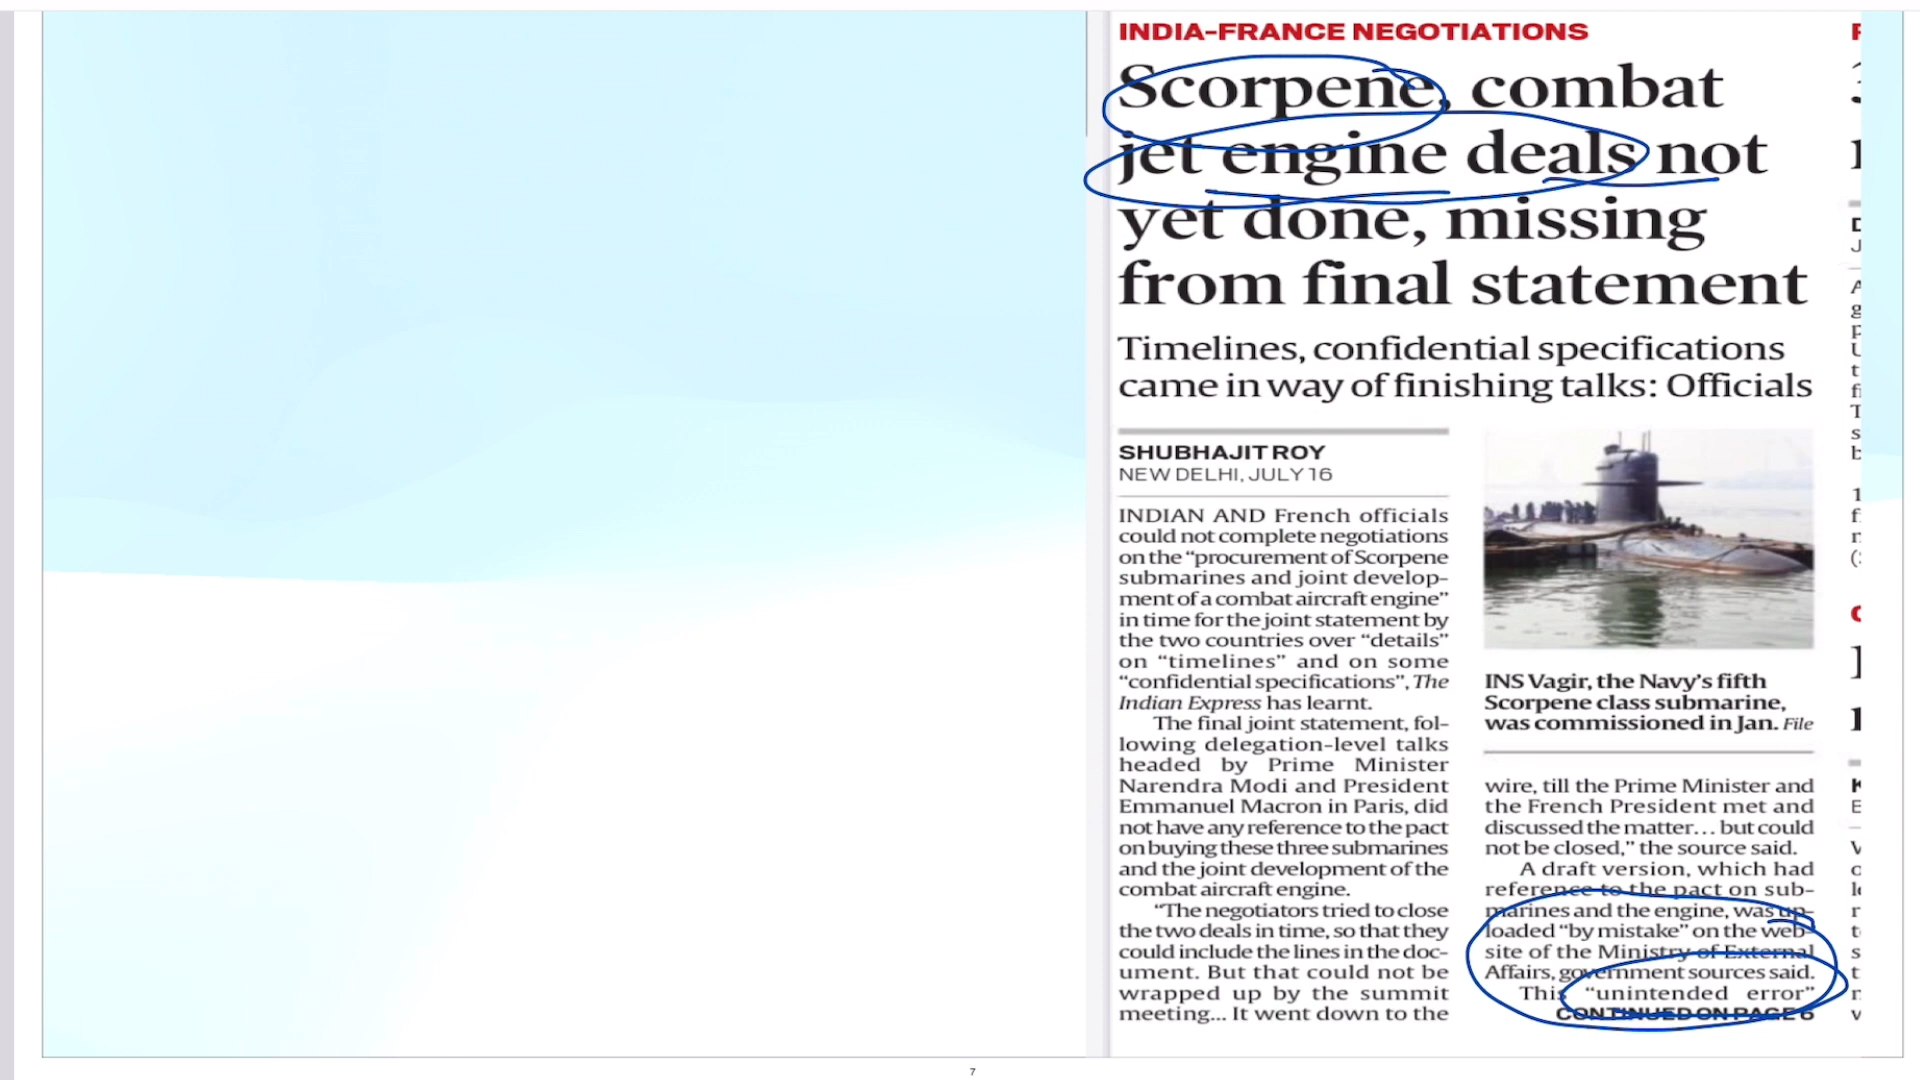 INDIA-FRANCE NEGOTIATIONS
Scorpene, combat
jet engine deals not
yet done, missing
from final statement
Timelines, confidential specifications
came in way of finishing talks: Officials
SHUBHAJIT ROY
NEW DELHI, JULY 16
INDIAN AND French officials
could not complete negotiations
on the “procurement of Scorpene
submarines and joint develop-
ment of a combat aircraft engine”
in time for the joint statement by
the two countries over “details”
on “timelines” and on some
“confidential specifications”, The
Indian Express has learnt.
The final joint statement, fol-
lowing delegation-level talks
headed by Prime Minister
Narendra Modi and President
Emmanuel Macron in Paris, did
not have any reference to the pact
on buying these three submarines
and the joint development of the
combat aircraft engine.
“The negotiators tried to close
the two deals in time, so that they
could include the lines in the doc-
ument. But that could not be
wrapped up by the summit
meeting... It went down to the
INS Vagir, the Navy’s fifth
Scorpene class submarine,
was commissioned in Jan. File
wire, till the Prime Minister and
the French President met and
discussed the matter... but could
not be closed,” the source said.
A draft version, which had
reference to the pact on sub-
marines and the engine, was up-
loaded “by mistake” on the web-
site of the Ministry of External
Affairs, government sources said.
This “unintended error”
CONTINUED ON PAGE 6
7